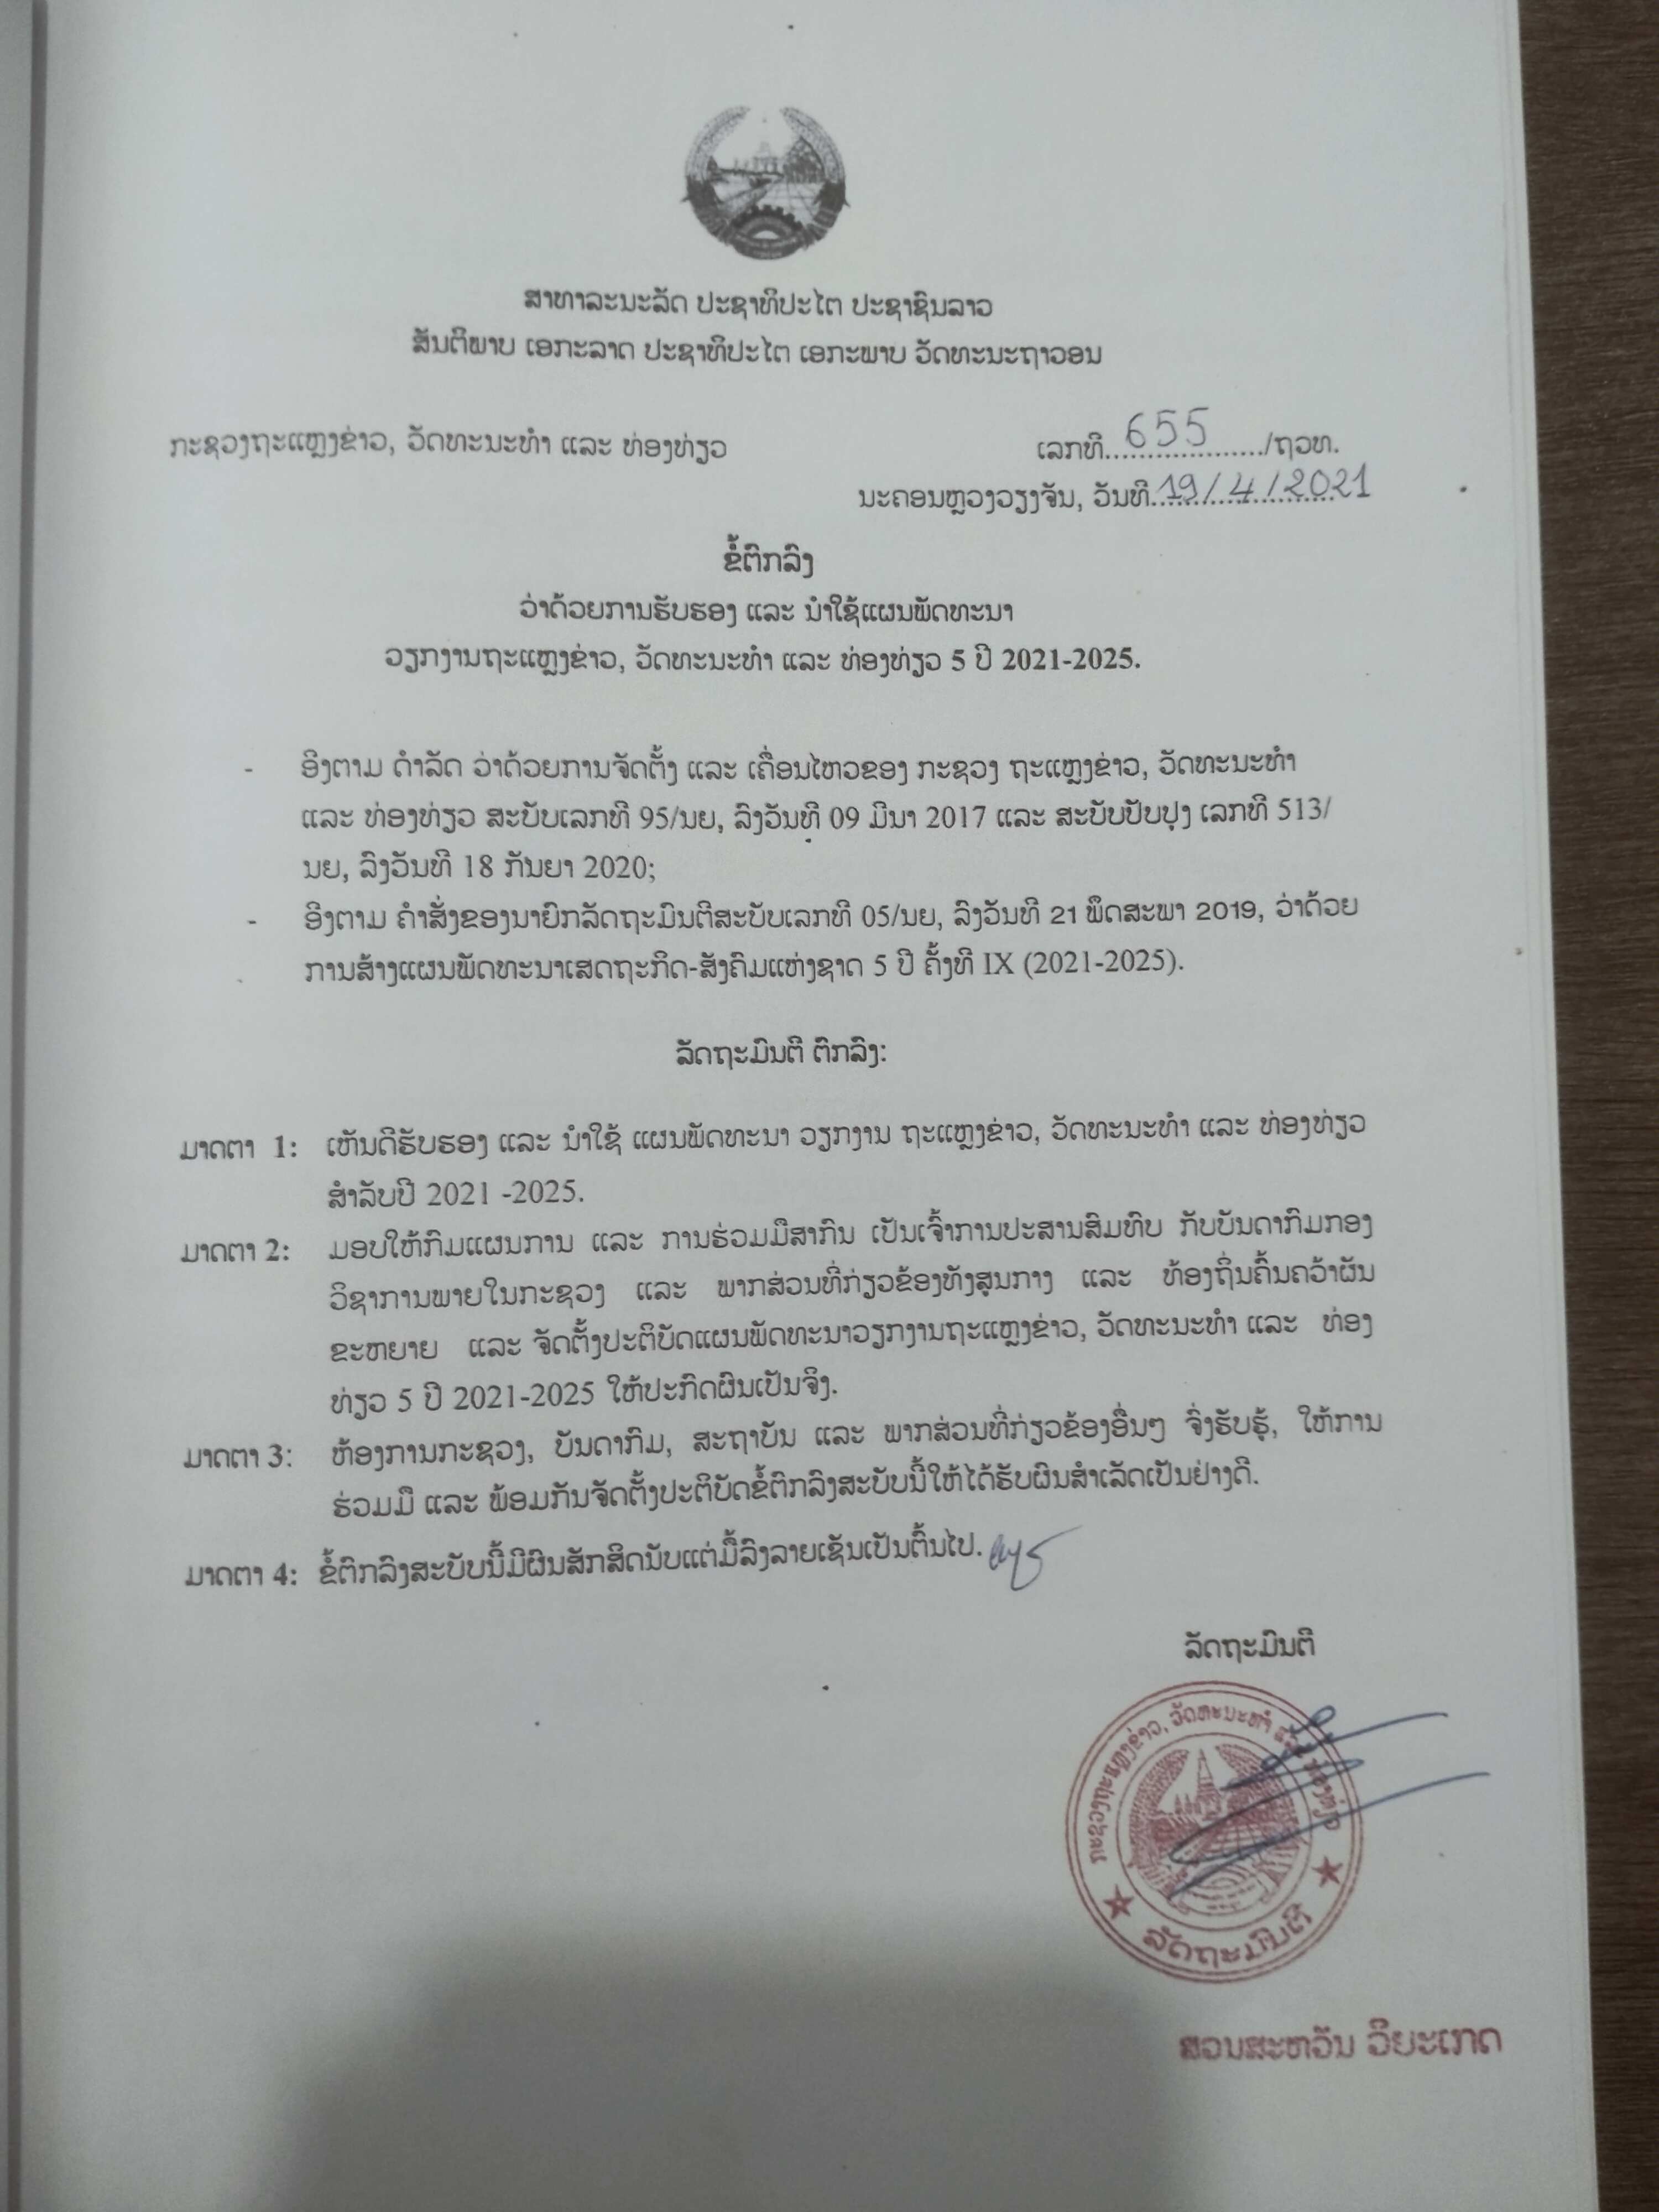 ສາທາລະນະລັດ ປະຊາທິປະໄຕ ປະຊາຊົນລາວ
ສັນຕິພາບ ເອກະລາດ ປະຊາທິປະໄຕ ເອກະພາບ ວັດທະນະຖາວອນ
ກະຊວງຖະແຫຼງຂ່າວ, ວັດທະນະທຳ ແລະ ທ່ອງທ່ຽວ
ເລກທີ 655 /ຖວທ.
ນະຄອນຫຼວງວຽງຈັນ, ວັນທີ 19/4/2021
ຂໍ້ຕົກລົງ
ວ່າດ້ວຍການຮັບຮອງ ແລະ ນຳໃຊ້ແຜນພັດທະນາ
ວຽກງານຖະແຫຼງຂ່າວ, ວັດທະນະທຳ ແລະ ທ່ອງທ່ຽວ 5 ປີ 2021-2025.
- ອີງຕາມ ດຳລັດ ວ່າດ້ວຍການຈັດຕັ້ງ ແລະ ເຄື່ອນໄຫວຂອງ ກະຊວງ ຖະແຫຼງຂ່າວ, ວັດທະນະທຳ
ແລະ ທ່ອງທ່ຽວ ສະບັບເລກທີ 95/ນຍ, ລົງວັນທີ 09 ມີນາ 2017 ແລະ ສະບັບປັບປຸງ ເລກທີ 513/
ນຍ, ລົງວັນທີ 18 ກັນຍາ 2020;
- ອີງຕາມ ຄຳສັ່ງຂອງນາຍົກລັດຖະມົນຕີສະບັບເລກທີ 05/ນຍ, ລົງວັນທີ 21 ພຶດສະພາ 2019, ວ່າດ້ວຍ
ການສ້າງແຜນພັດທະນາເສດຖະກິດ-ສັງຄົມແຫ່ງຊາດ 5 ປີ ຄັ້ງທີ IX (2021-2025).
ລັດຖະມົນຕີ ຕົກລົງ:
ມາດຕາ 1: ເຫັນດີຮັບຮອງ ແລະ ນຳໃຊ້ ແຜນພັດທະນາ ວຽກງານ ຖະແຫຼງຂ່າວ, ວັດທະນະທຳ ແລະ ທ່ອງທ່ຽວ
ສຳລັບປີ 2021 -2025.
ມາດຕາ 2: ມອບໃຫ້ກົມແຜນການ ແລະ ການຮ່ວມມືສາກົນ ເປັນເຈົ້າການປະສານສົມທົບ ກັບບັນດາກົມກອງ
ວິຊາການພາຍໃນກະຊວງ ແລະ ພາກສ່ວນທີ່ກ່ຽວຂ້ອງທັງສູນກາງ ແລະ ທ້ອງຖິ່ນຄົ້ນຄວ້າຜັນ
ຂະຫຍາຍ ແລະ ຈັດຕັ້ງປະຕິບັດແຜນພັດທະນາວຽກງານຖະແຫຼງຂ່າວ, ວັດທະນະທຳ ແລະ ທ່ອງ
ທ່ຽວ 5 ປີ 2021-2025 ໃຫ້ປະກົດຜົນເປັນຈິງ.
ມາດຕາ 3: ຫ້ອງການກະຊວງ, ບັນດາກົມ, ສະຖາບັນ ແລະ ພາກສ່ວນທີ່ກ່ຽວຂ້ອງອື່ນໆ ຈົ່ງຮັບຮູ້, ໃຫ້ການ
ຮ່ວມມື ແລະ ພ້ອມກັນຈັດຕັ້ງປະຕິບັດຂໍ້ຕົກລົງສະບັບນີ້ໃຫ້ໄດ້ຮັບຜົນສຳເລັດເປັນຢ່າງດີ.
ມາດຕາ 4: ຂໍ້ຕົກລົງສະບັບນີ້ມີຜົນສັກສິດນັບແຕ່ມື້ລົງລາຍເຊັນເປັນຕົ້ນໄປ.
ລັດຖະມົນຕີ
ກະຊວງຖະແຫຼງຂ່າວ, ວັດທະນະທຳ ແລະ ທ່ອງທ່ຽວ
ລັດຖະມົນຕີ
ສວນສະຫວັນ ວິຍະເກດ